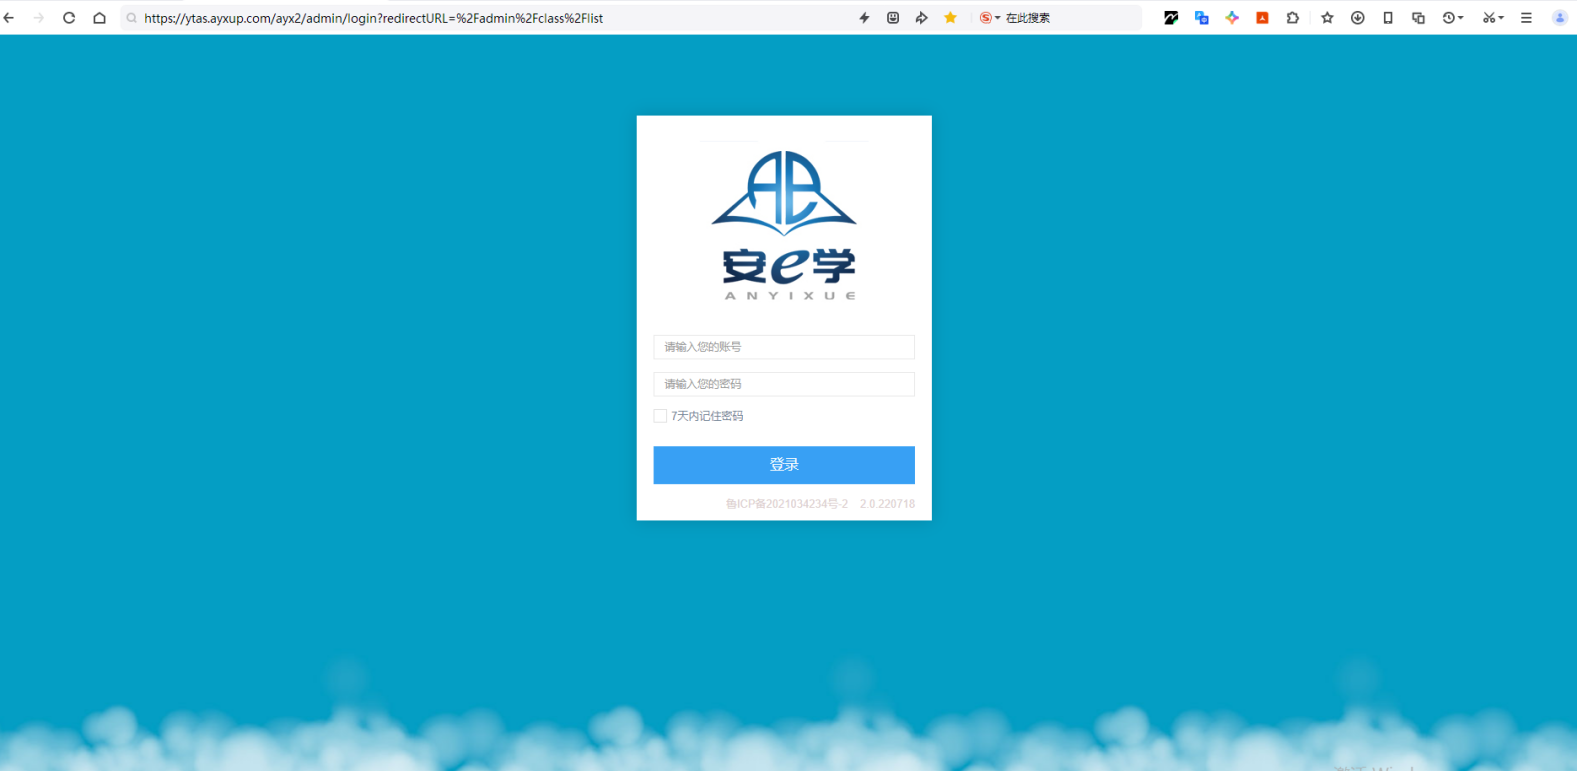 https://ytas.ayxup.com/ayx2/admin/login?redirectURL=%2Fadmin%2Fclass%2Flist
在此搜索
安e学
ANYIXUE
请输入您的账号
请输入您的密码
7天内记住密码
登录
鲁ICP备2021034234号-2 2.0.220718